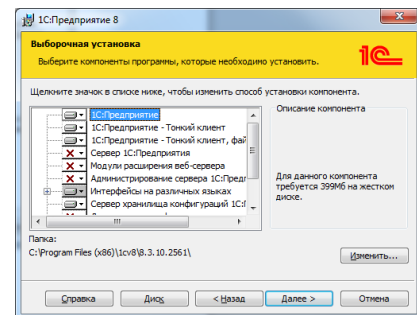 1С:Предприятие 8
Выборочная установка
Выберите компоненты программы, которые необходимо установить.
1С
Щелкните значок в списке ниже, чтобы изменить способ установки компонента.
1С:Предприятие
1С:Предприятие - Тонкий клиент
1С:Предприятие - Тонкий клиент, фай
Сервер 1С:Предприятия
Модули расширения веб-сервера
Администрирование сервера 1С:Предг
Интерфейсы на различных языках
Сервер хранилища конфигураций 1С:Г
Описание компонента
Для данного компонента
требуется 399Мб на жестком
диске.
Папка:
C:\Program Files (x86)\1cv8\8.3.10.2561\
Изменить...
Справка
Диск
< Назад
Далее >
Отмена